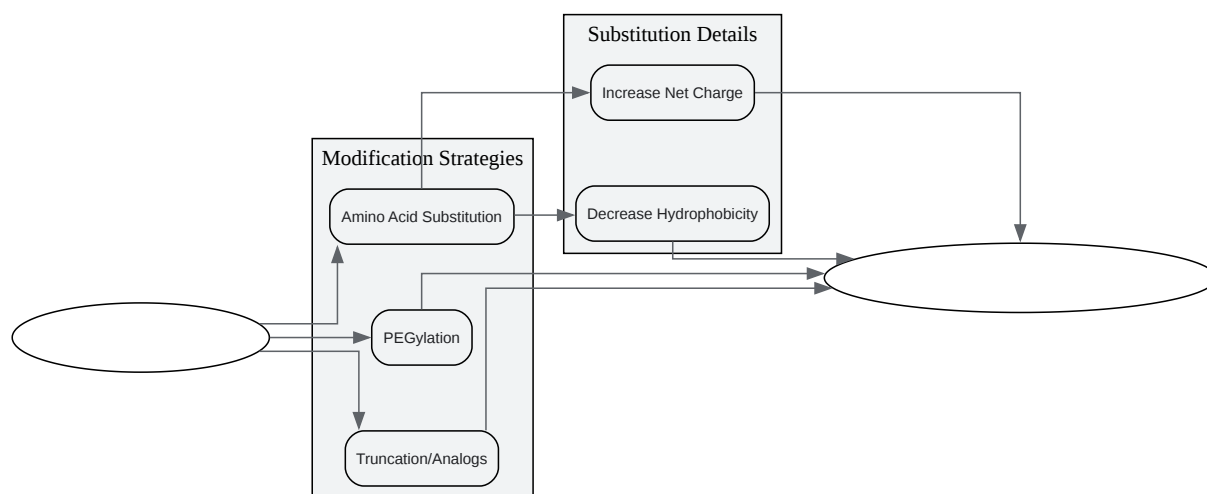 Substitution Details
Increase Net Charge
Modification Strategies
Amino Acid Substitution
Decrease Hydrophobicity
PEGylation
Truncation/Analogs